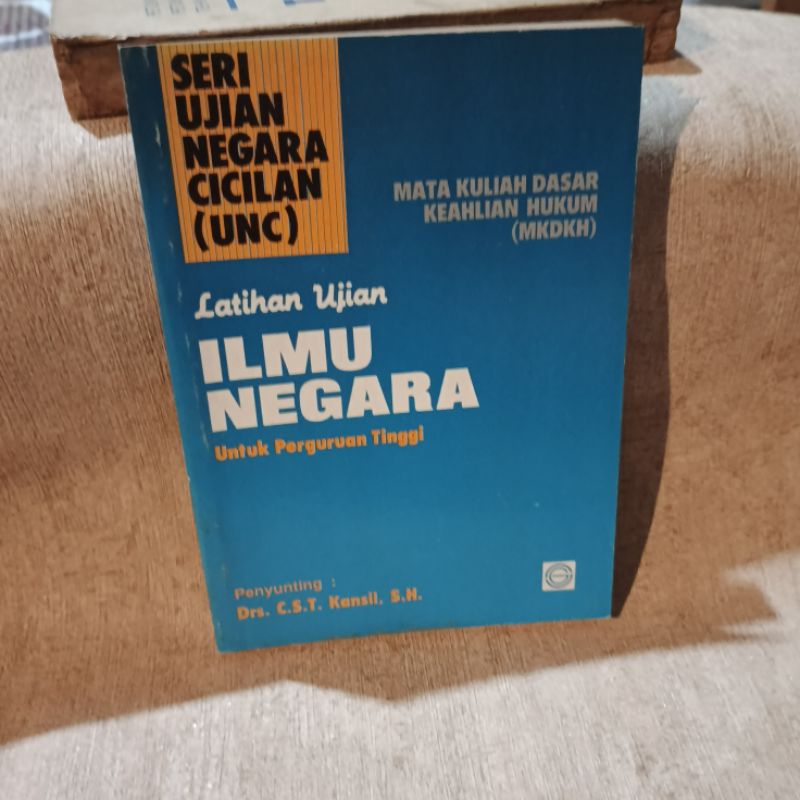 SERI
UJIAN
NEGARA
CICILAN
(UNC)
MATA KULIAH DASAR
KEAHLIAN HUKUM
(MKDKH)
Latihan Ujian
ILMU
NEGARA
Untuk Perguruan Tinggi
Penyunting :
Drs. C.S.T. Kansil, S.H.